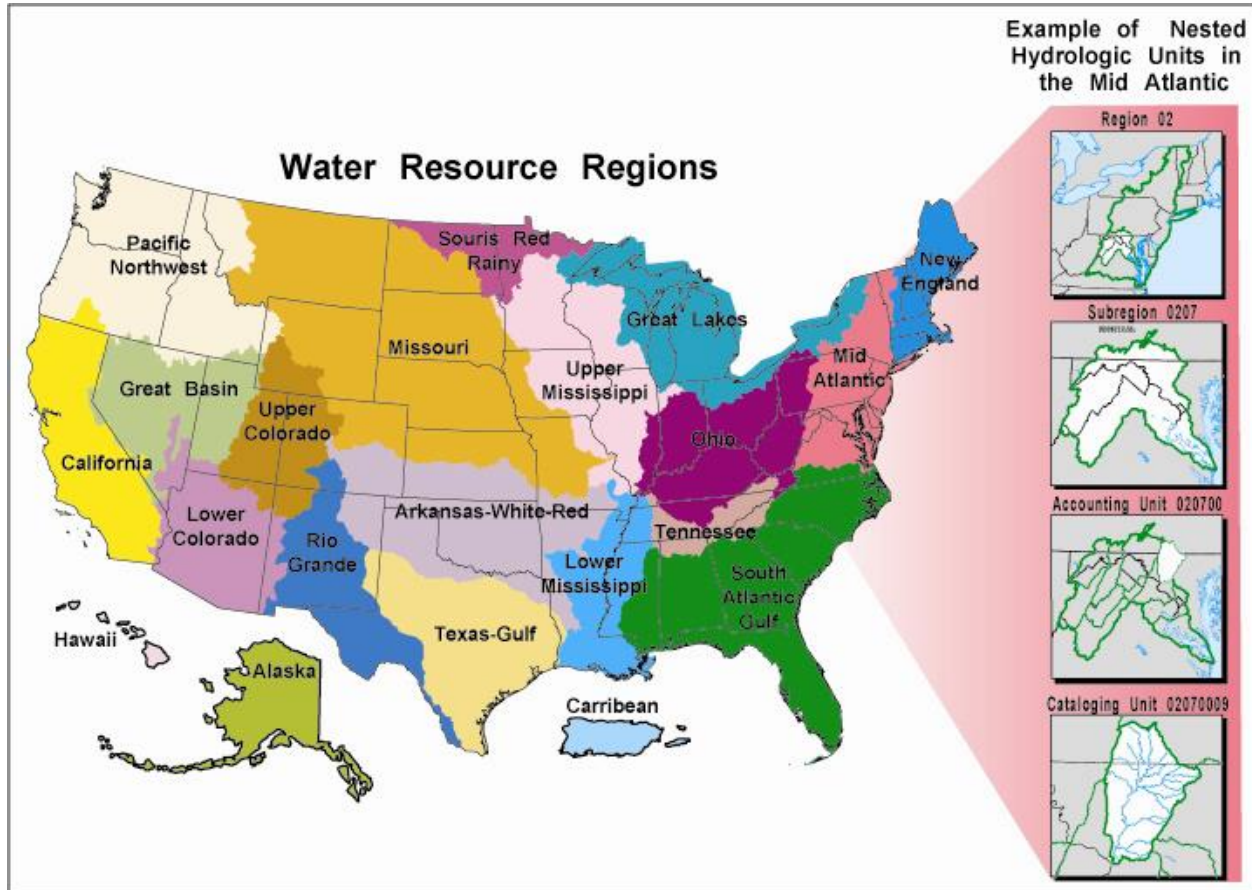 Example of Nested
Hydrologic Units in
the Mid Atlantic
Water Resource Regions
Region 02
Subregion 0207
Accounting Unit 020700
Cataloging Unit 02070009
Pacific
Northwest
Souris Red
Rainy
New
England
Great Lakes
Missouri
Upper
Mississippi
Mid
Atlantic
Great Basin
Upper
Colorado
Ohio
California
Lower
Colorado
Arkansas-White-Red
Tennessee
Rio
Grande
Lower
Mississippi
South
Atlantic
Gulf
Texas-Gulf
Hawaii
Alaska
Carribean